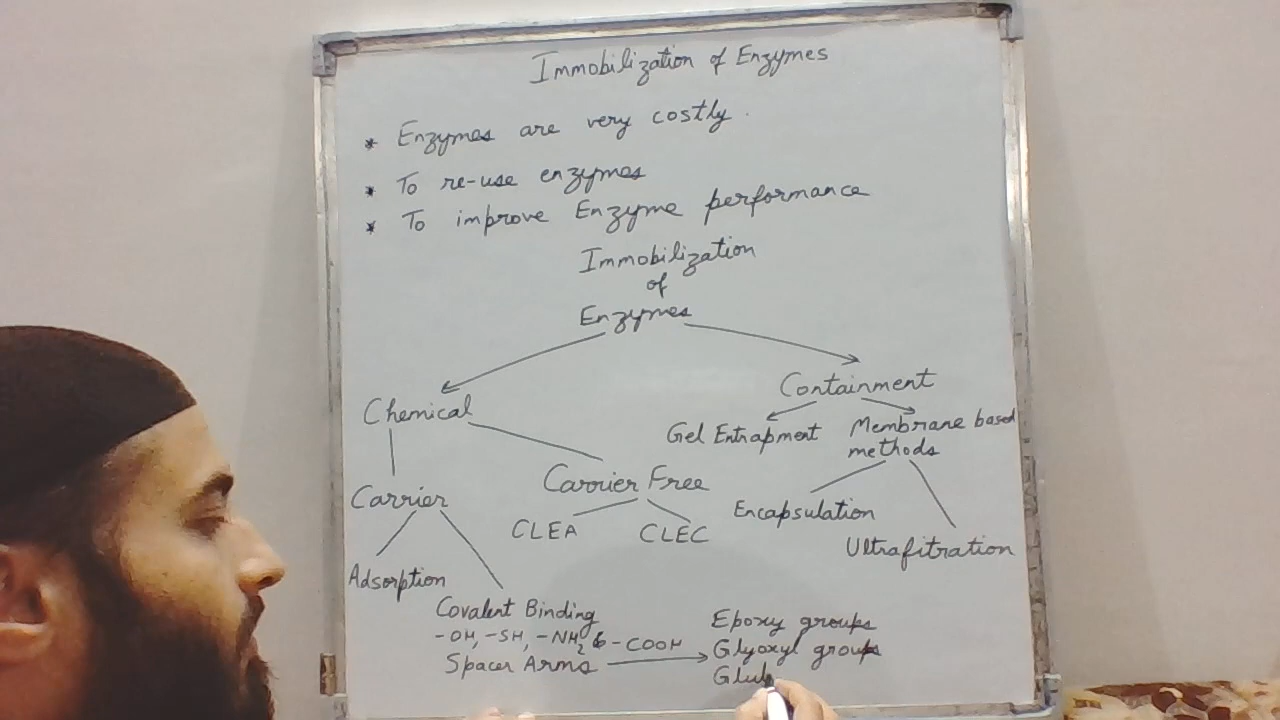 Immobilization of Enzymes
* Enzymes are very costly.
* To re-use enzymes
* To improve Enzyme performance
Immobilization
of
Enzymes
Chemical
Containment
Gel Entrapment
Membrane based
methods
Carrier
Carrier Free
Encapsulation
Ultrafitration
CLEA
CLEC
Adsorption
Covalent Binding
-OH, -SH, -NH₂ & -COOH
Spacer Arms
Epoxy groups
Glyoxyl groups
Glut